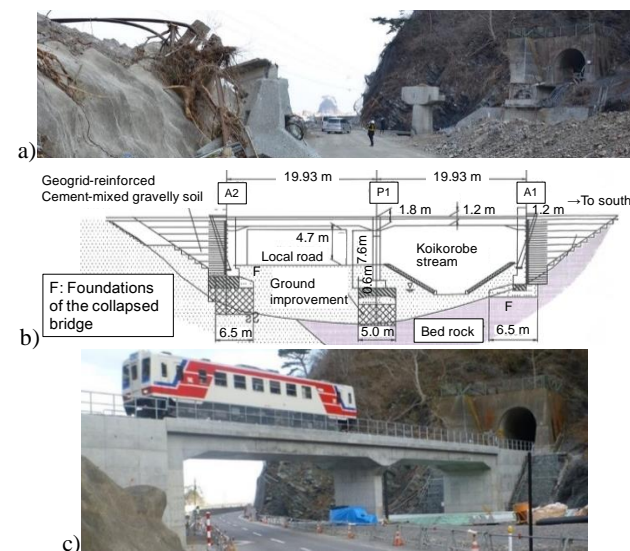 a)
19.93 m
19.93 m
Geogrid-reinforced
Cement-mixed gravelly soil
A2
P1
A1
→To south
1.8 m
1.2 m
1.2 m
4.7 m
7.6m
Local road
Koikorobe
stream
F
0.6m
F: Foundations
of the collapsed
bridge
Ground
improvement
F
6.5 m
5.0 m
Bed rock
6.5 m
b)
c)